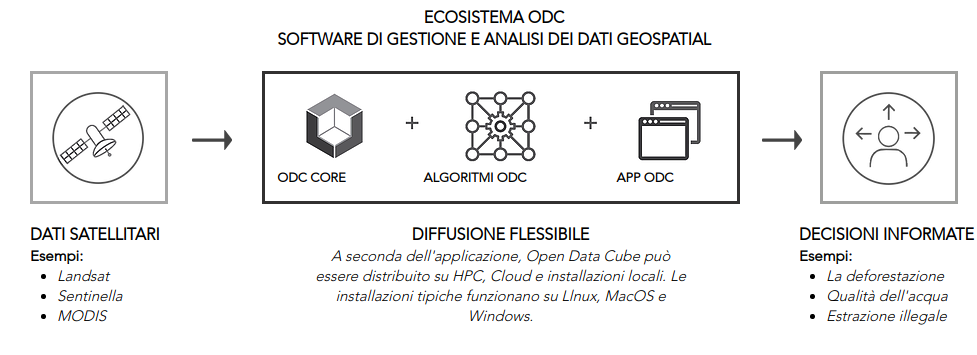 ECOSISTEMA ODC
SOFTWARE DI GESTIONE E ANALISI DEI DATI GEOSPATIAL
ODC CORE
+
ALGORITMI ODC
+
APP ODC
DATI SATELLITARI
Esempi:
• Landsat
• Sentinella
• MODIS
DIFFUSIONE FLESSIBILE
A seconda dell'applicazione, Open Data Cube può
essere distribuito su HPC, Cloud e installazioni locali. Le
installazioni tipiche funzionano su LInux, MacOS e
Windows.
DECISIONI INFORMATE
Esempi:
• La deforestazione
• Qualità dell'acqua
• Estrazione illegale